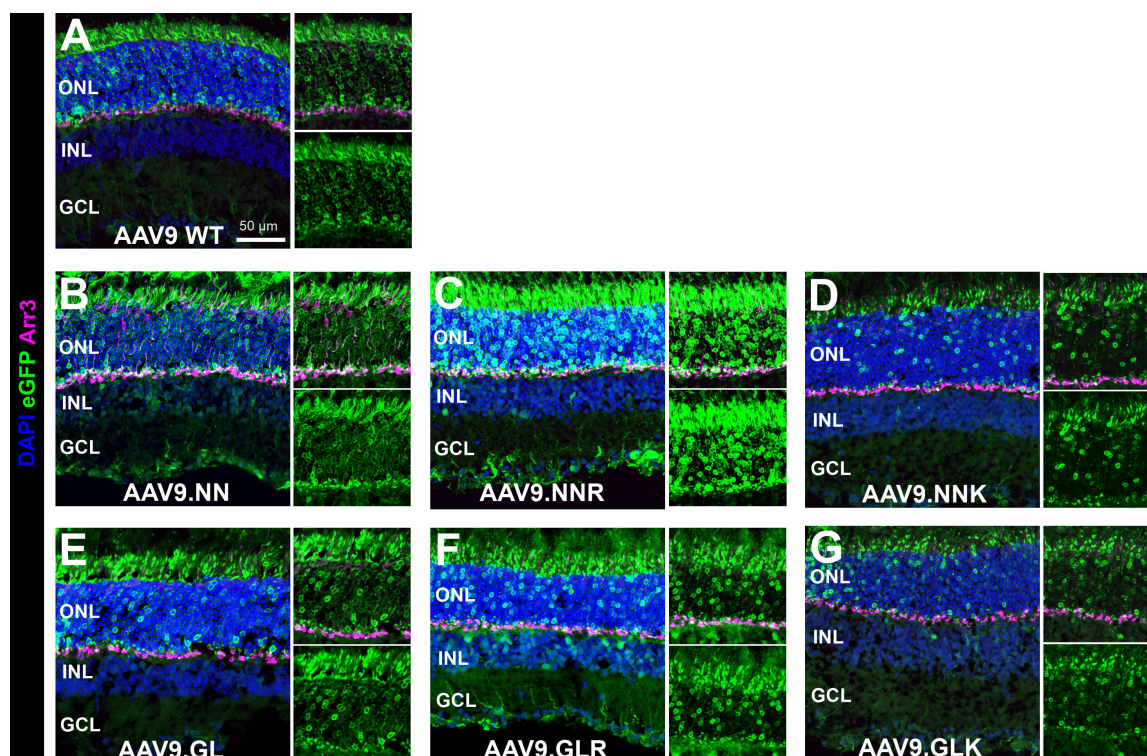 DAPI eGFP Arr3
A
ONL
INL
GCL
AAV9 WT
50 µm
B
ONL
INL
GCL
AAV9.NN
C
ONL
INL
GCL
AAV9.NNR
D
ONL
INL
GCL
AAV9.NNK
E
ONL
INL
GCL
AAV9.GL
F
ONL
INL
GCL
AAV9.GLR
G
ONL
INL
GCL
AAV9.GLK